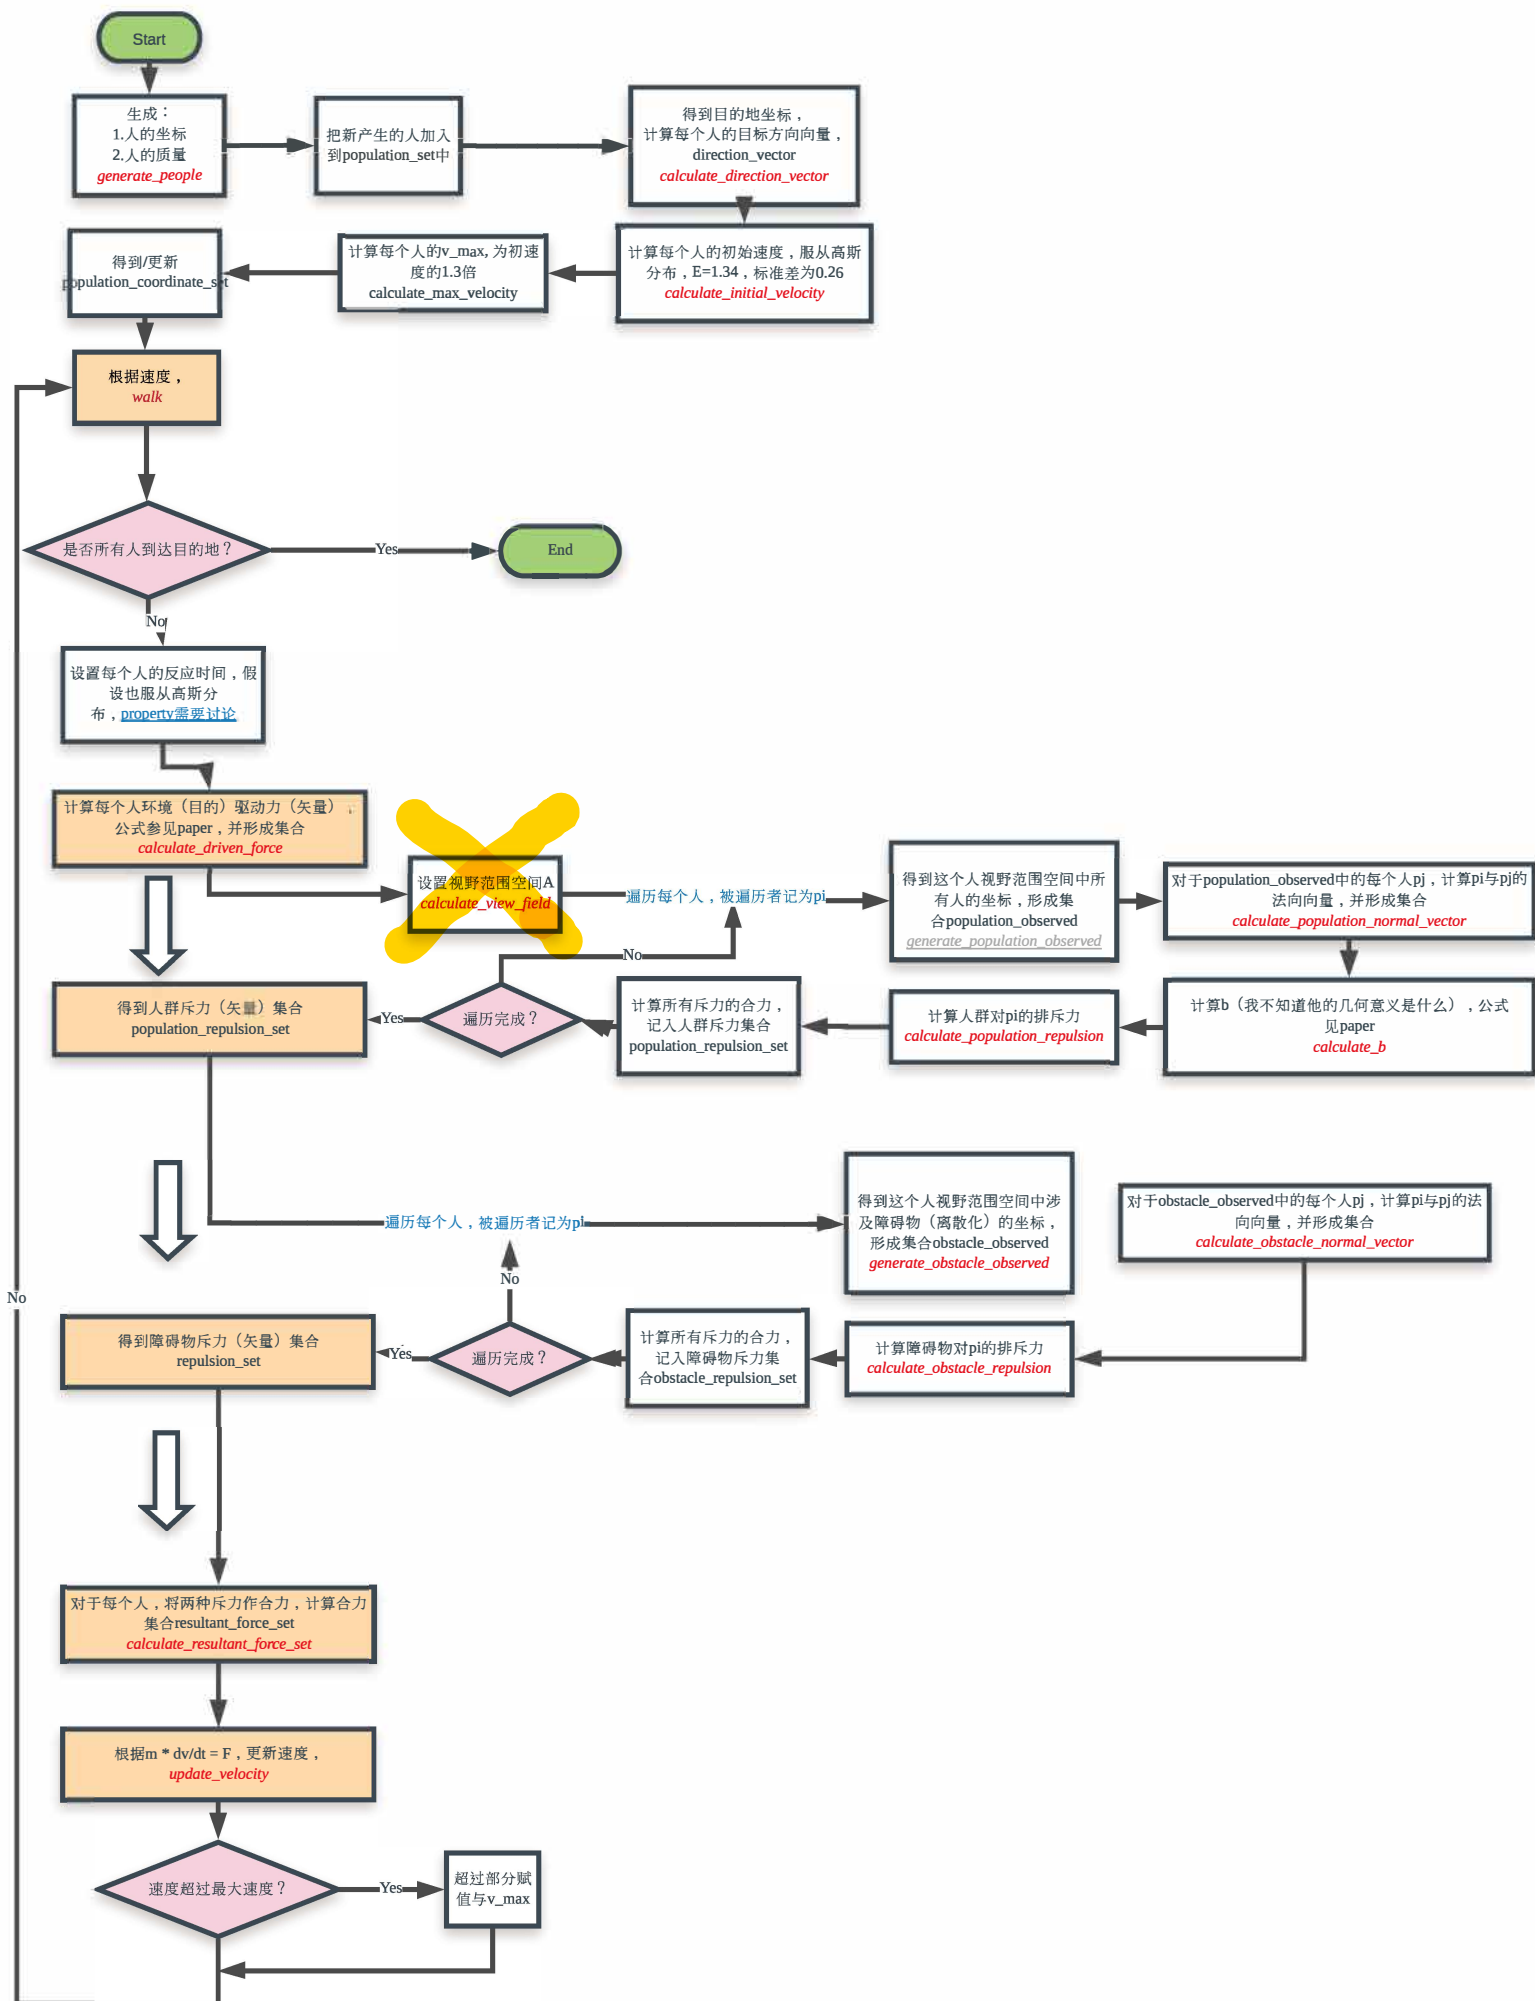 Start
生成：
1.人的坐标
2.人的质量
generate_people
把新产生的人加入
到population_set中
得到目的地坐标，
计算每个人的目标方向向量，
direction_vector
calculate_direction_vector
计算每个人的初始速度，服从高斯
分布，E=1.34，标准差为0.26
calculate_initial_velocity
计算每个人的v_max, 为初速
度的1.3倍
calculate_max_velocity
得到/更新
population_coordinate_set
根据速度，
walk
是否所有人到达目的地？
Yes
End
No
设置每个人的反应时间，假
设也服从高斯分
布，property需要讨论
计算每个人环境（目的）驱动力（矢量），
公式参见paper，并形成集合
calculate_driven_force
设置视野范围空间A
calculate_view_field
遍历每个人，被遍历者记为pi
得到这个人视野范围空间中所
有人的坐标，形成集
合population_observed
generate_population_observed
对于population_observed中的每个人pj，计算pi与pj的
法向向量，并形成集合
calculate_population_normal_vector
计算b（我不知道他的几何意义是什么），公式
见paper
calculate_b
计算人群对pi的排斥力
calculate_population_repulsion
计算所有斥力的合力，
记入人群斥力集合
population_repulsion_set
遍历完成？
No
Yes
得到人群斥力（矢量）集合
population_repulsion_set
遍历每个人，被遍历者记为pi
得到这个人视野范围空间中涉
及障碍物（离散化）的坐标，
形成集合obstacle_observed
generate_obstacle_observed
对于obstacle_observed中的每个人pj，计算pi与pj的法
向向量，并形成集合
calculate_obstacle_normal_vector
计算障碍物对pi的排斥力
calculate_obstacle_repulsion
计算所有斥力的合力，
记入障碍物斥力集
合obstacle_repulsion_set
遍历完成？
No
Yes
得到障碍物斥力（矢量）集合
repulsion_set
No
对于每个人，将两种斥力作合力，计算合力
集合resultant_force_set
calculate_resultant_force_set
根据m * dv/dt = F，更新速度，
update_velocity
速度超过最大速度？
Yes
超过部分赋
值与v_max